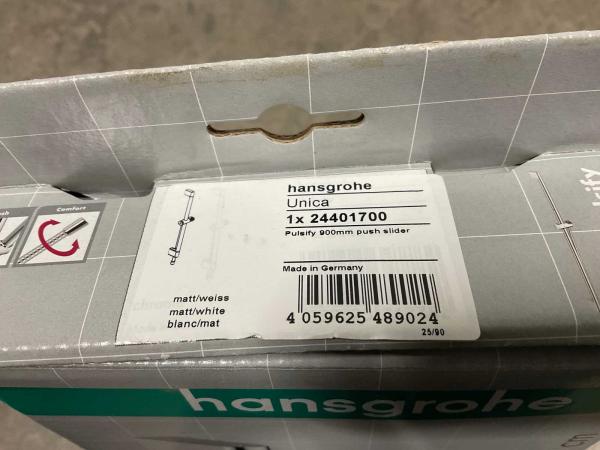 Comfort
hansgrohe
Unica
1x 24401700
Pulsify 900mm push slider
Made in Germany
matt/weiss
matt/white
blanc/mat
4 059625 489024
25/90
hansgrohe
cm